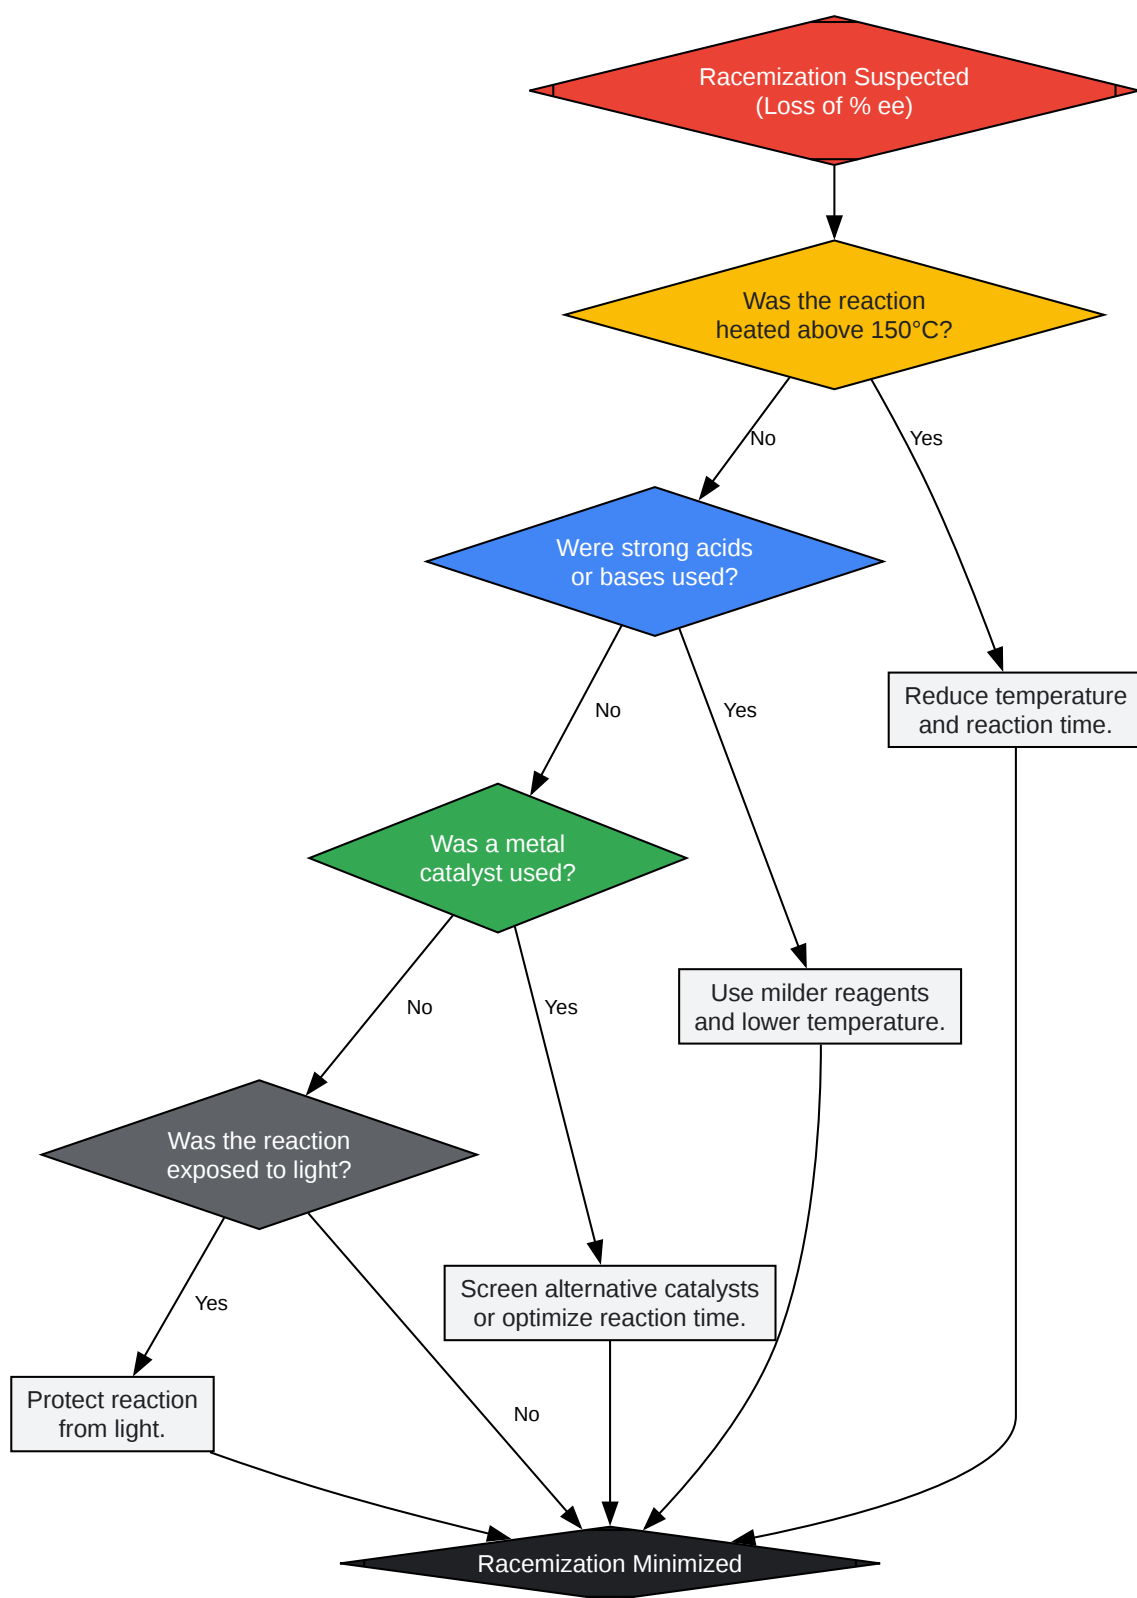 Racemization Suspected
(Loss of % ee)
Was the reaction
heated above 150°C?
No
Yes
Were strong acids
or bases used?
Reduce temperature
and reaction time.
No
Yes
Was a metal
catalyst used?
Use milder reagents
and lower temperature.
No
Yes
Was the reaction
exposed to light?
Screen alternative catalysts
or optimize reaction time.
Yes
Protect reaction
from light.
No
Racemization Minimized